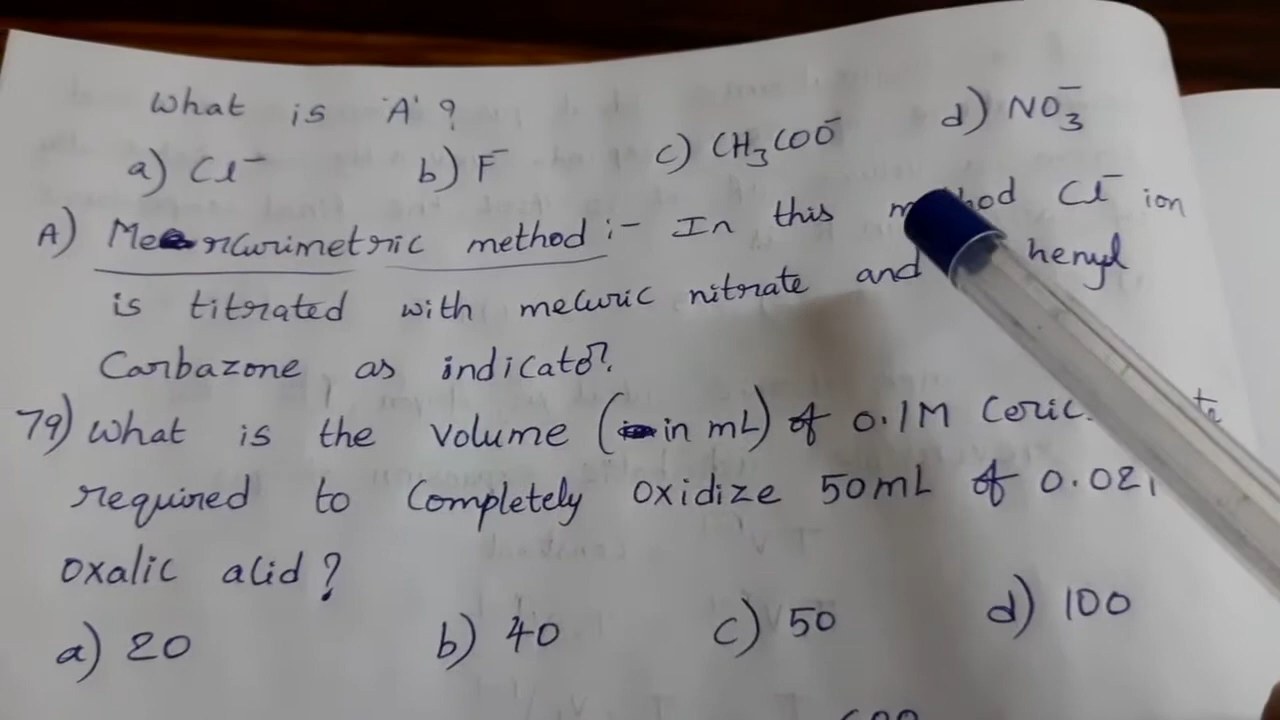 What is 'A' ?
a) Cl⁻ b) F⁻ c) CH₃COO⁻ d) NO₃⁻
A) Mercurimetric method :- In this Cl⁻ ion
is titrated with mecuric nitrate and henyl
Carbazone as indicator.
79) What is the volume (in mL) of 0.1M Ceric
required to completely oxidize 50mL of 0.02
oxalic acid ?
a) 20 b) 40 c) 50 d) 100